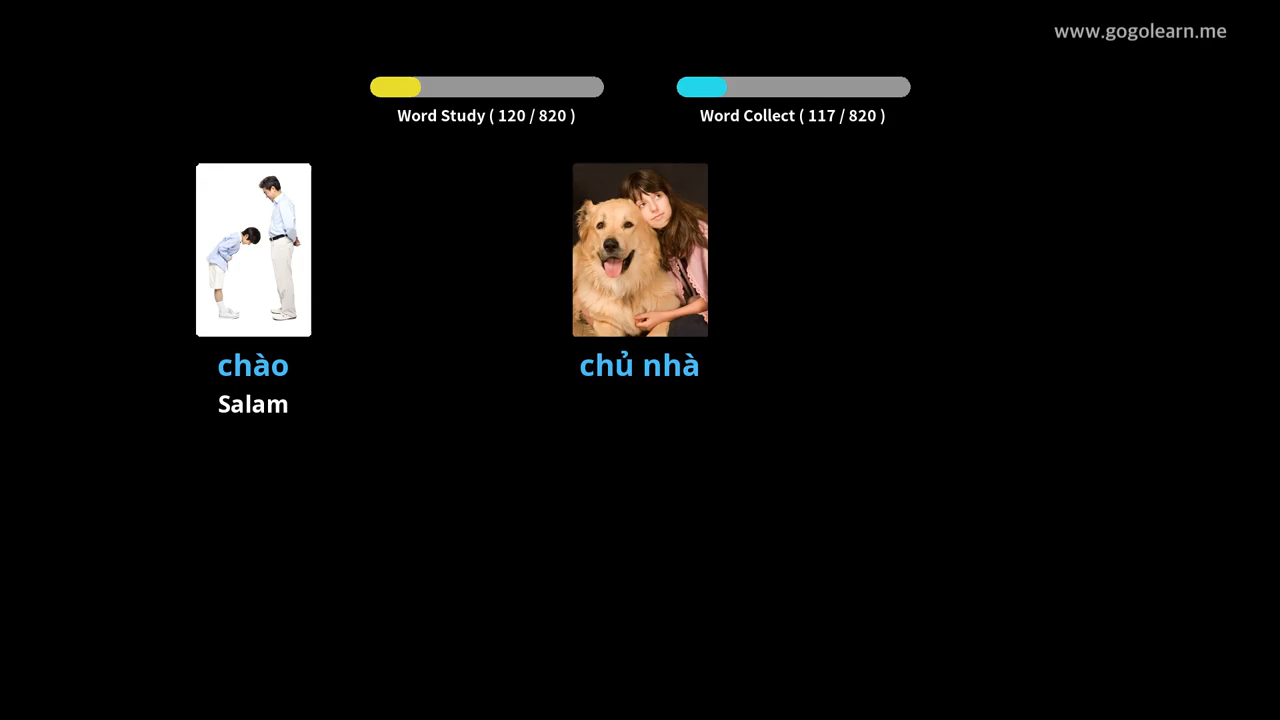 www.gogolearn.me
Word Study ( 120 / 820 )
Word Collect ( 117 / 820 )
chào
chủ nhà
Salam